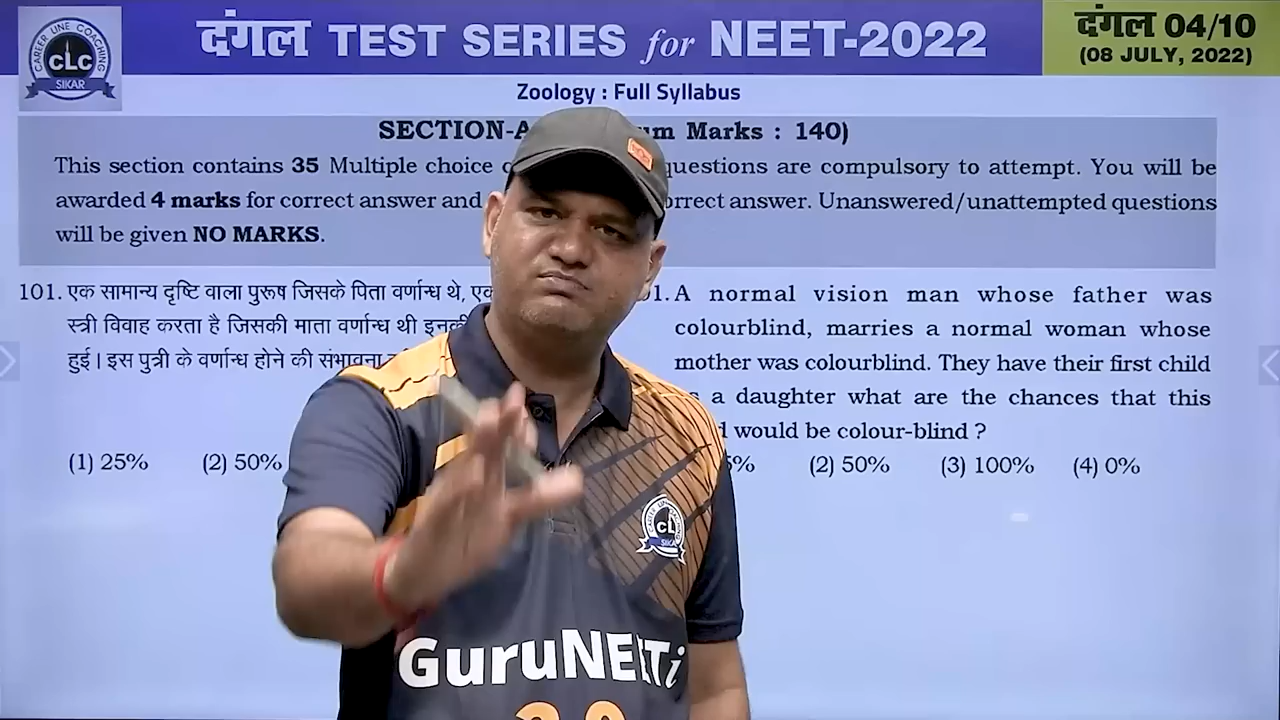 CAREER LINE COACHING
CLC
SIKAR
दंगल TEST SERIES for NEET-2022
दंगल 04/10
(08 JULY, 2022)
Zoology : Full Syllabus
SECTION-A um Marks : 140)
This section contains 35 Multiple choice questions are compulsory to attempt. You will be
awarded 4 marks for correct answer and orrect answer. Unanswered/unattempted questions
will be given NO MARKS.
101. एक सामान्य दृष्टि वाला पुरूष जिसके पिता वर्णान्ध थे,
स्त्री विवाह करता है जिसकी माता वर्णान्ध थी
हुई। इस पुत्री के वर्णान्ध होने की संभावना
(1) 25% (2) 50%
1. A normal vision man whose father was
colourblind, marries a normal woman whose
mother was colourblind. They have their first child
a daughter what are the chances that this
would be colour-blind ?
5% (2) 50% (3) 100% (4) 0%
CLC
SIKAR
GuruNEETi